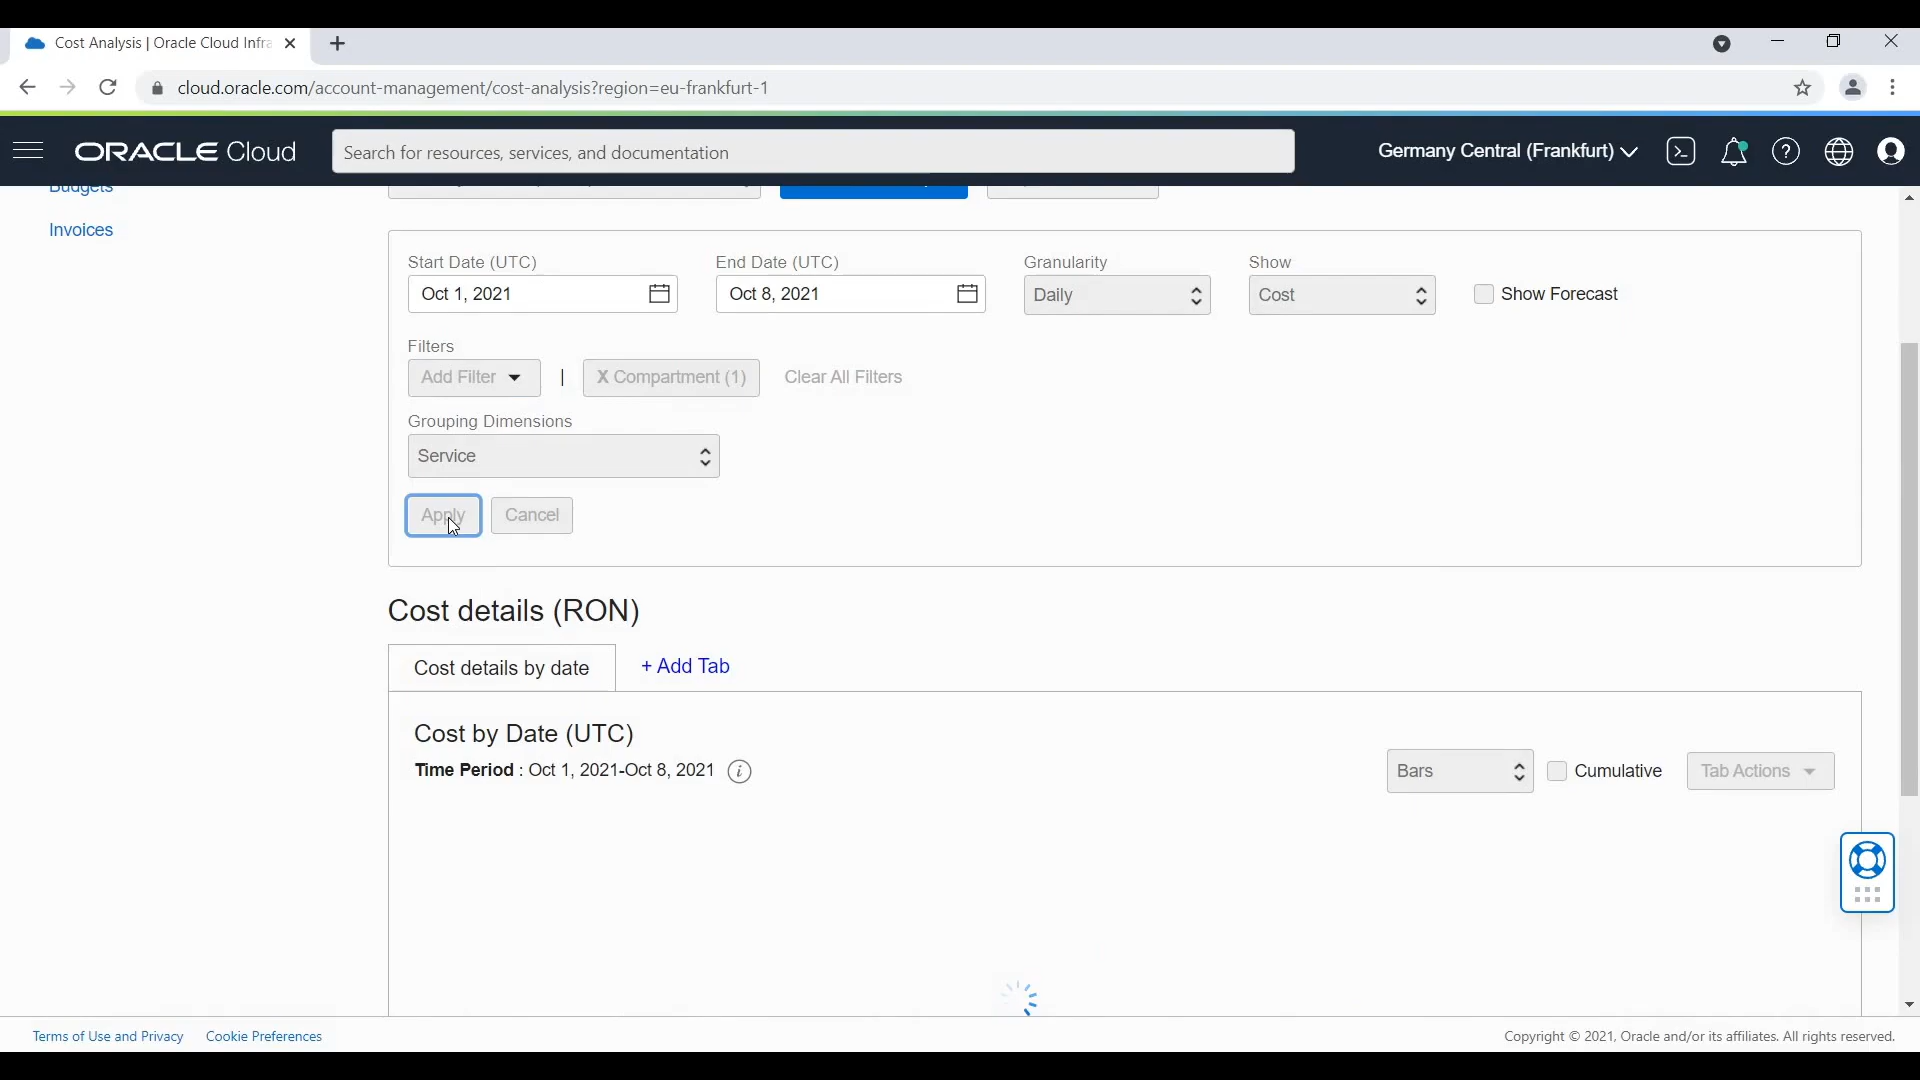 Cost Analysis | Oracle Cloud Infra
cloud.oracle.com/account-management/cost-analysis?region=eu-frankfurt-1
ORACLE Cloud
Search for resources, services, and documentation
Germany Central (Frankfurt)
Budgets
Invoices
Start Date (UTC)
End Date (UTC)
Granularity
Show
Oct 1, 2021
Oct 8, 2021
Daily
Cost
Show Forecast
Filters
Add Filter
|
X Compartment (1)
Clear All Filters
Grouping Dimensions
Service
Apply
Cancel
Cost details (RON)
Cost details by date
+ Add Tab
Cost by Date (UTC)
Time Period : Oct 1, 2021-Oct 8, 2021
Bars
Cumulative
Tab Actions
Terms of Use and Privacy
Cookie Preferences
Copyright © 2021, Oracle and/or its affiliates. All rights reserved.